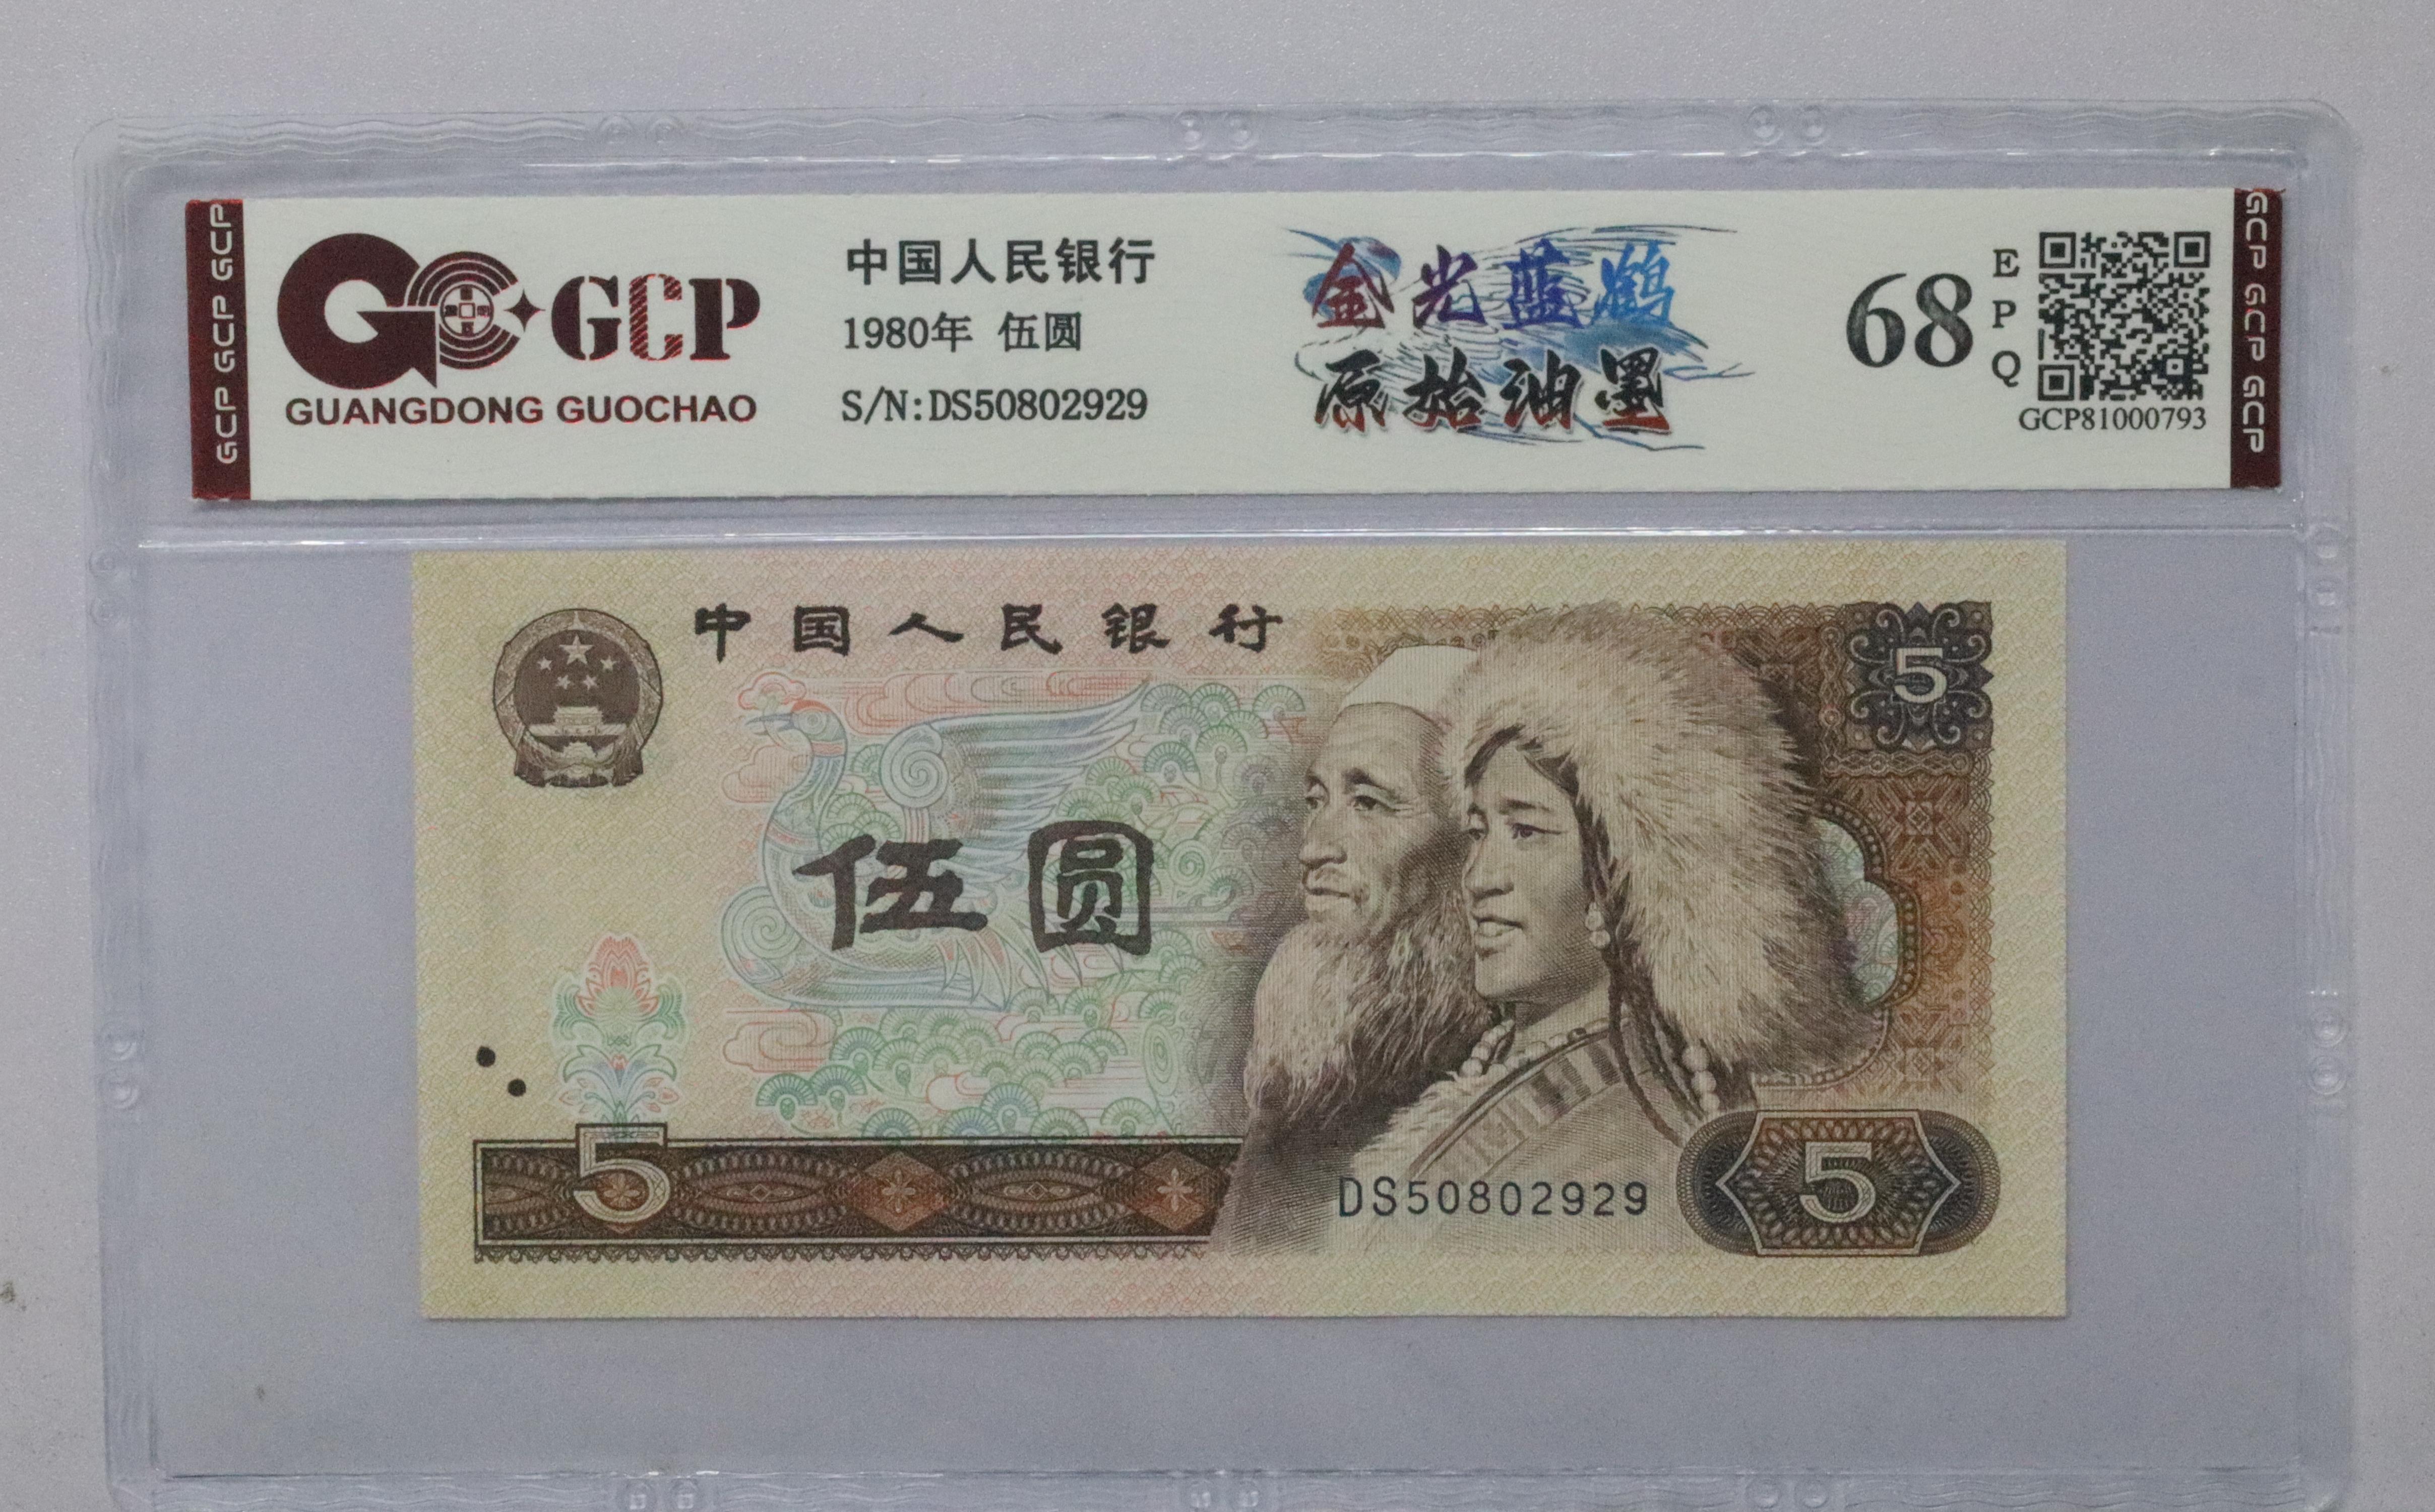 GCP GCP GCP
GCP
GUANGDONG GUOCHAO
中国人民银行
1980年 伍圆
S/N:DS50802929
金光蓝鹤
原始油墨
68
E
P
Q
GCP81000793
GCP GCP GCP
中国人民银行
5
伍圆
5
DS50802929
5